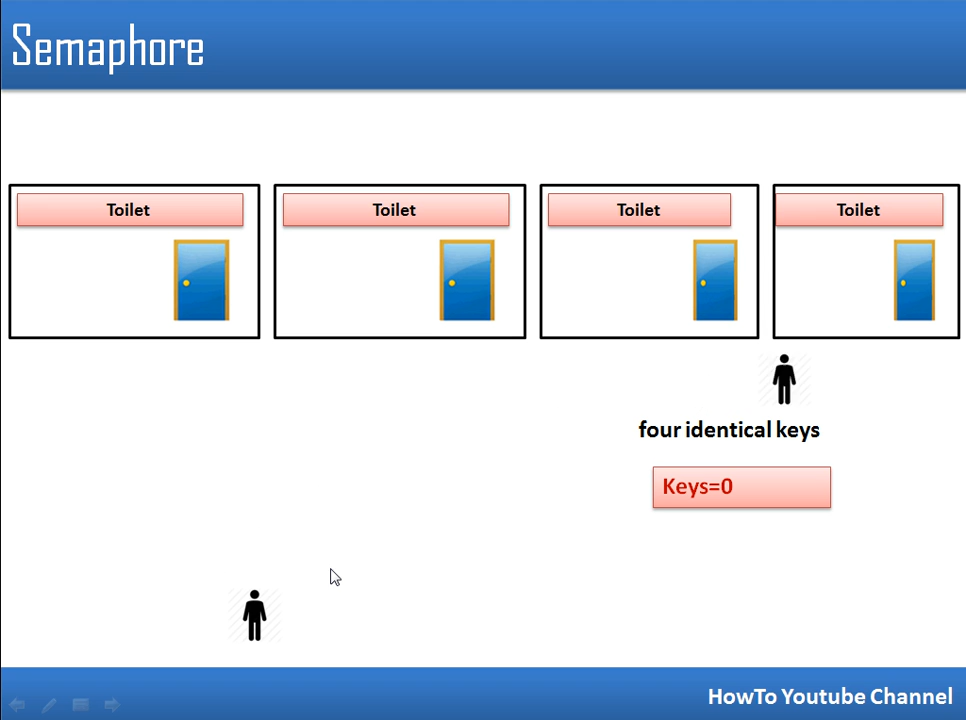 Semaphore
Toilet
Toilet
Toilet
Toilet
four identical keys
Keys=0
HowTo Youtube Channel